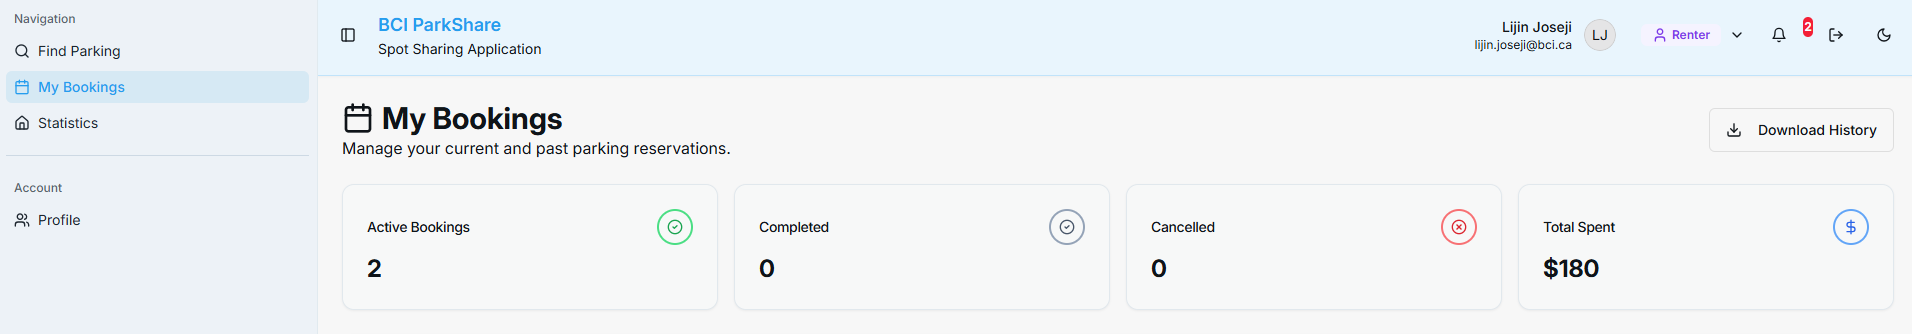 Navigation
Find Parking
My Bookings
Statistics
Account
Profile
BCI ParkShare
Spot Sharing Application
Lijin Joseji
lijin.joseji@bci.ca
LJ
Renter
2
My Bookings
Manage your current and past parking reservations.
Download History
Active Bookings
2
Completed
0
Cancelled
0
Total Spent
$
$180